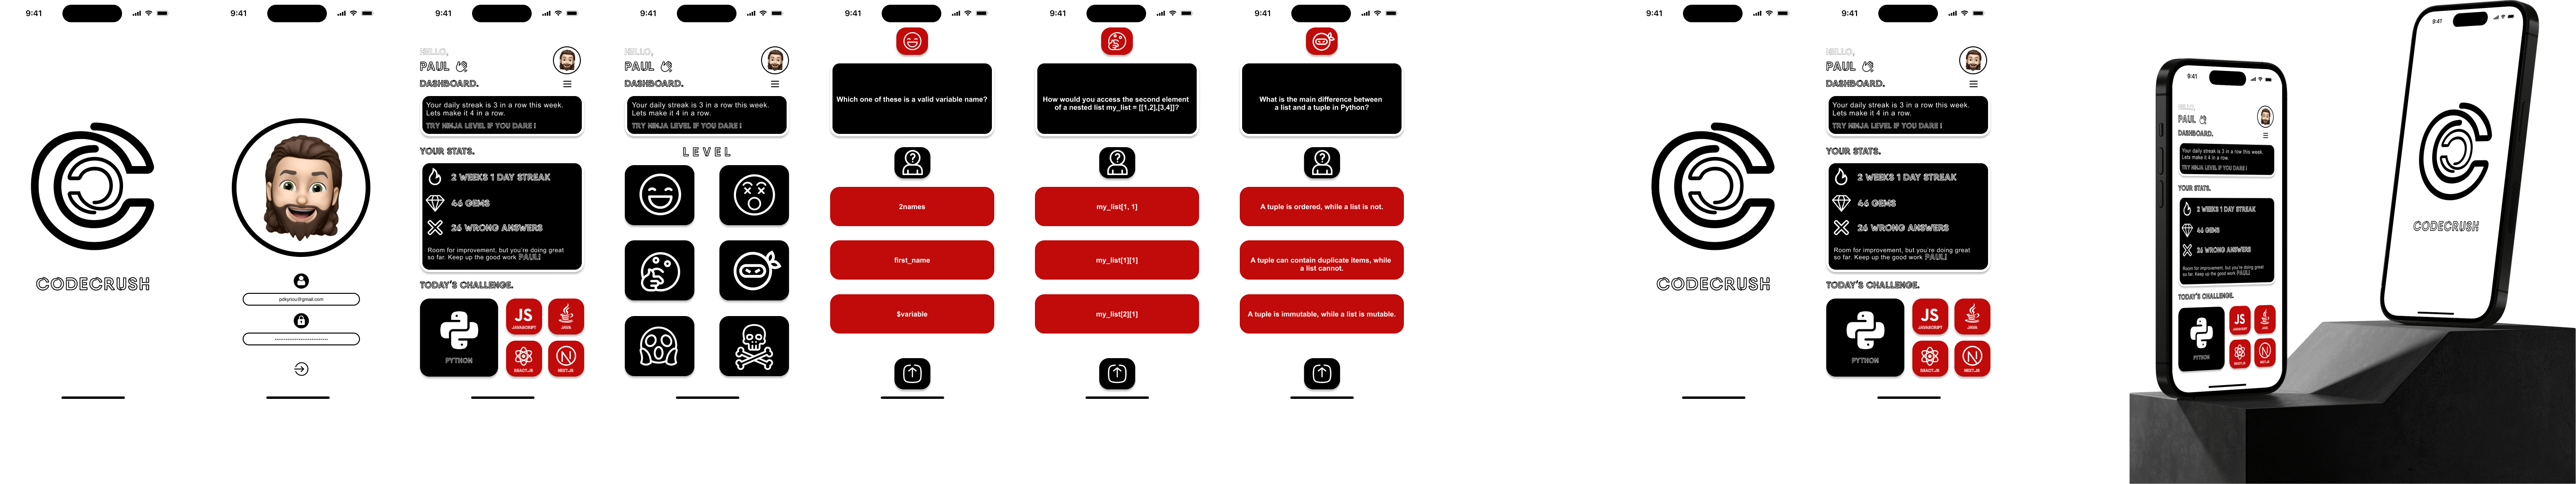 9:41
CODECRUSH
9:41
pdkyriou@gmail.com
9:41
HELLO,
PAUL
DASHBOARD.
Your daily streak is 3 in a row this week.
Lets make it 4 in a row.
TRY NINJA LEVEL IF YOU DARE !
YOUR STATS.
2 WEEKS 1 DAY STREAK
46 GEMS
26 WRONG ANSWERS
Room for improvement, but you're doing great
so far. Keep up the good work PAUL!
TODAY'S CHALLENGE.
PYTHON
JS
JAVASCRIPT
JAVA
REACT.JS
NEXT.JS
9:41
HELLO,
PAUL
DASHBOARD.
Your daily streak is 3 in a row this week.
Lets make it 4 in a row.
TRY NINJA LEVEL IF YOU DARE !
LEVEL
9:41
Which one of these is a valid variable name?
2names
first_name
$variable
9:41
How would you access the second element
of a nested list my_list = [[1,2],[3,4]]?
my_list[1, 1]
my_list[1][1]
my_list[2][1]
9:41
What is the main difference between
a list and a tuple in Python?
A tuple is ordered, while a list is not.
A tuple can contain duplicate items, while
a list cannot.
A tuple is immutable, while a list is mutable.
9:41
CODECRUSH
9:41
HELLO,
PAUL
DASHBOARD.
Your daily streak is 3 in a row this week.
Lets make it 4 in a row.
TRY NINJA LEVEL IF YOU DARE !
YOUR STATS.
2 WEEKS 1 DAY STREAK
46 GEMS
26 WRONG ANSWERS
Room for improvement, but you're doing great
so far. Keep up the good work PAUL!
TODAY'S CHALLENGE.
PYTHON
JS
JAVASCRIPT
JAVA
REACT.JS
NEXT.JS
9:41
HELLO,
PAUL
DASHBOARD.
Your daily streak is 3 in a row this week.
Lets make it 4 in a row.
TRY NINJA LEVEL IF YOU DARE !
YOUR STATS.
2 WEEKS 1 DAY STREAK
46 GEMS
26 WRONG ANSWERS
Room for improvement, but you're doing great
so far. Keep up the good work PAUL!
TODAY'S CHALLENGE.
PYTHON
JS
JAVASCRIPT
JAVA
REACT.JS
NEXT.JS
9:41
CODECRUSH